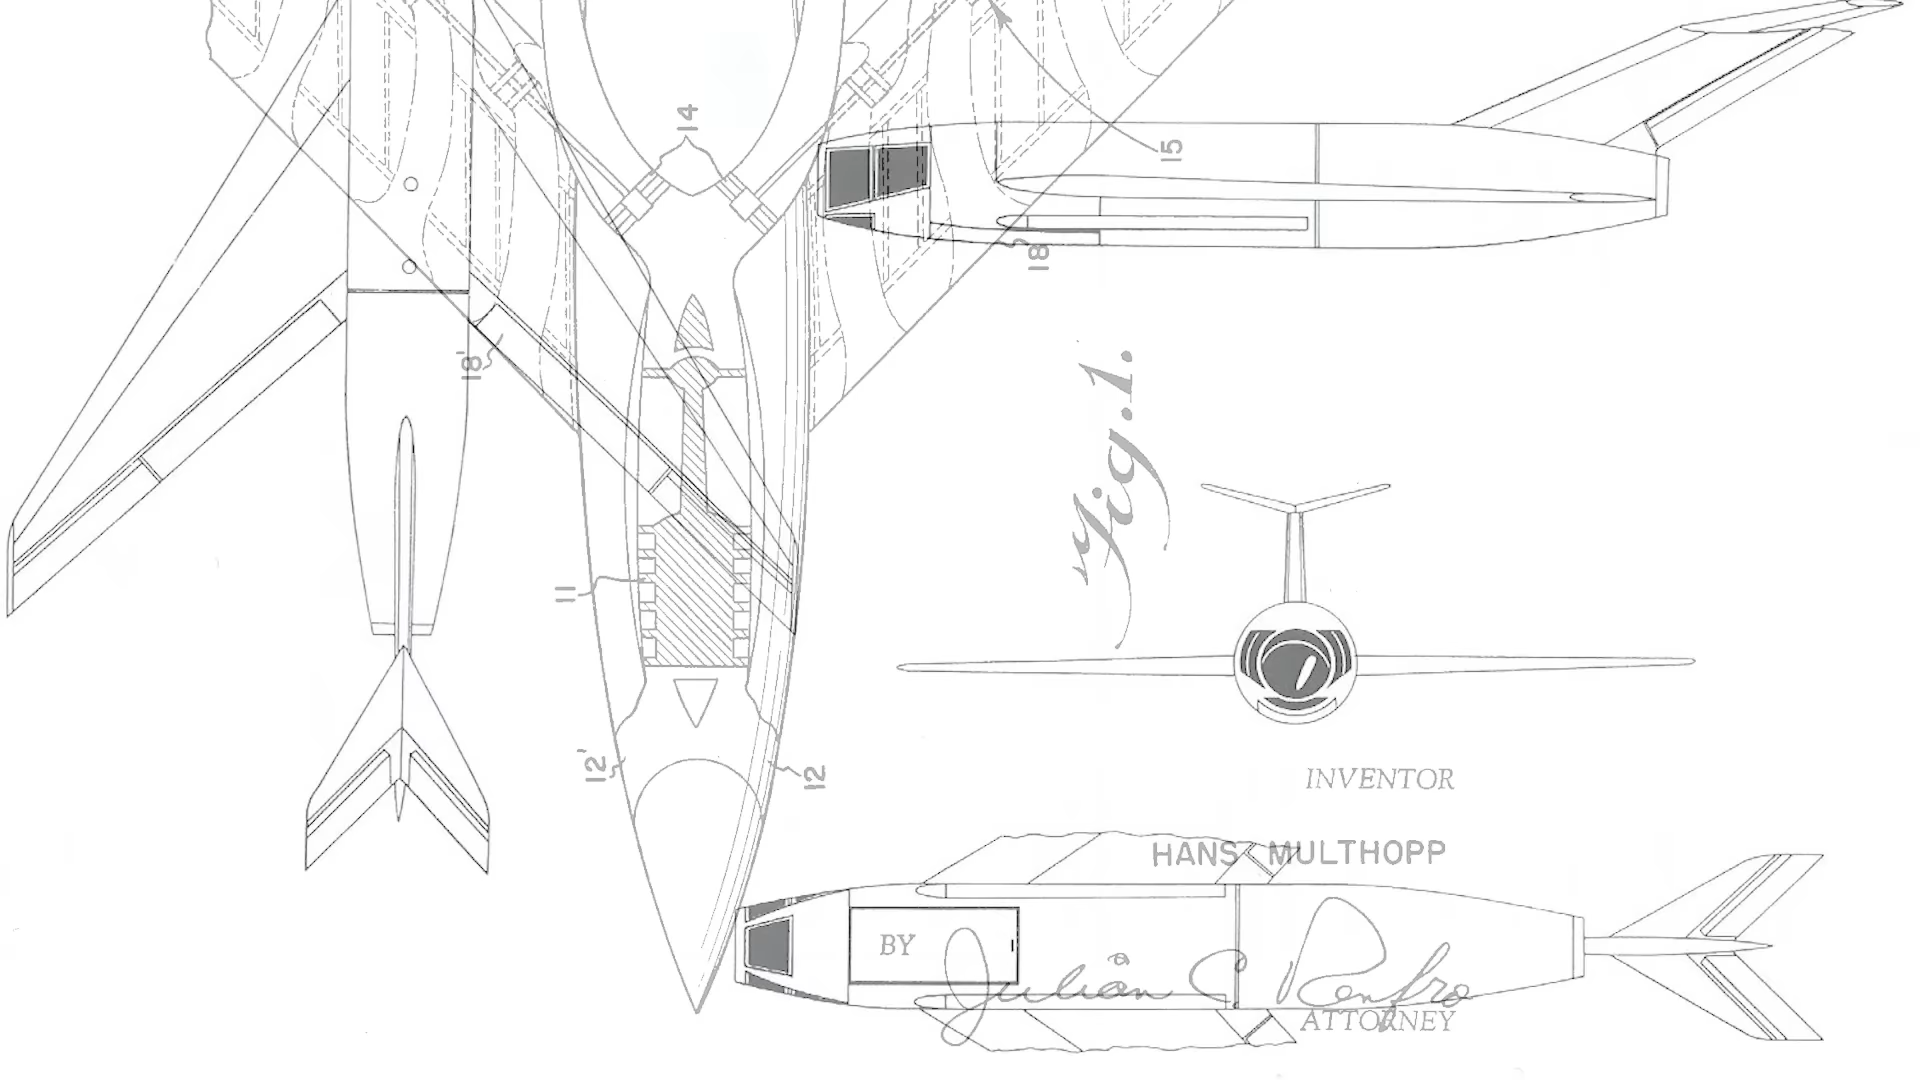 14
15
18
18'
Fig. 1.
11
12'
12
INVENTOR
HANS MULTHOPP
BY
Julian C Renfro
ATTORNEY